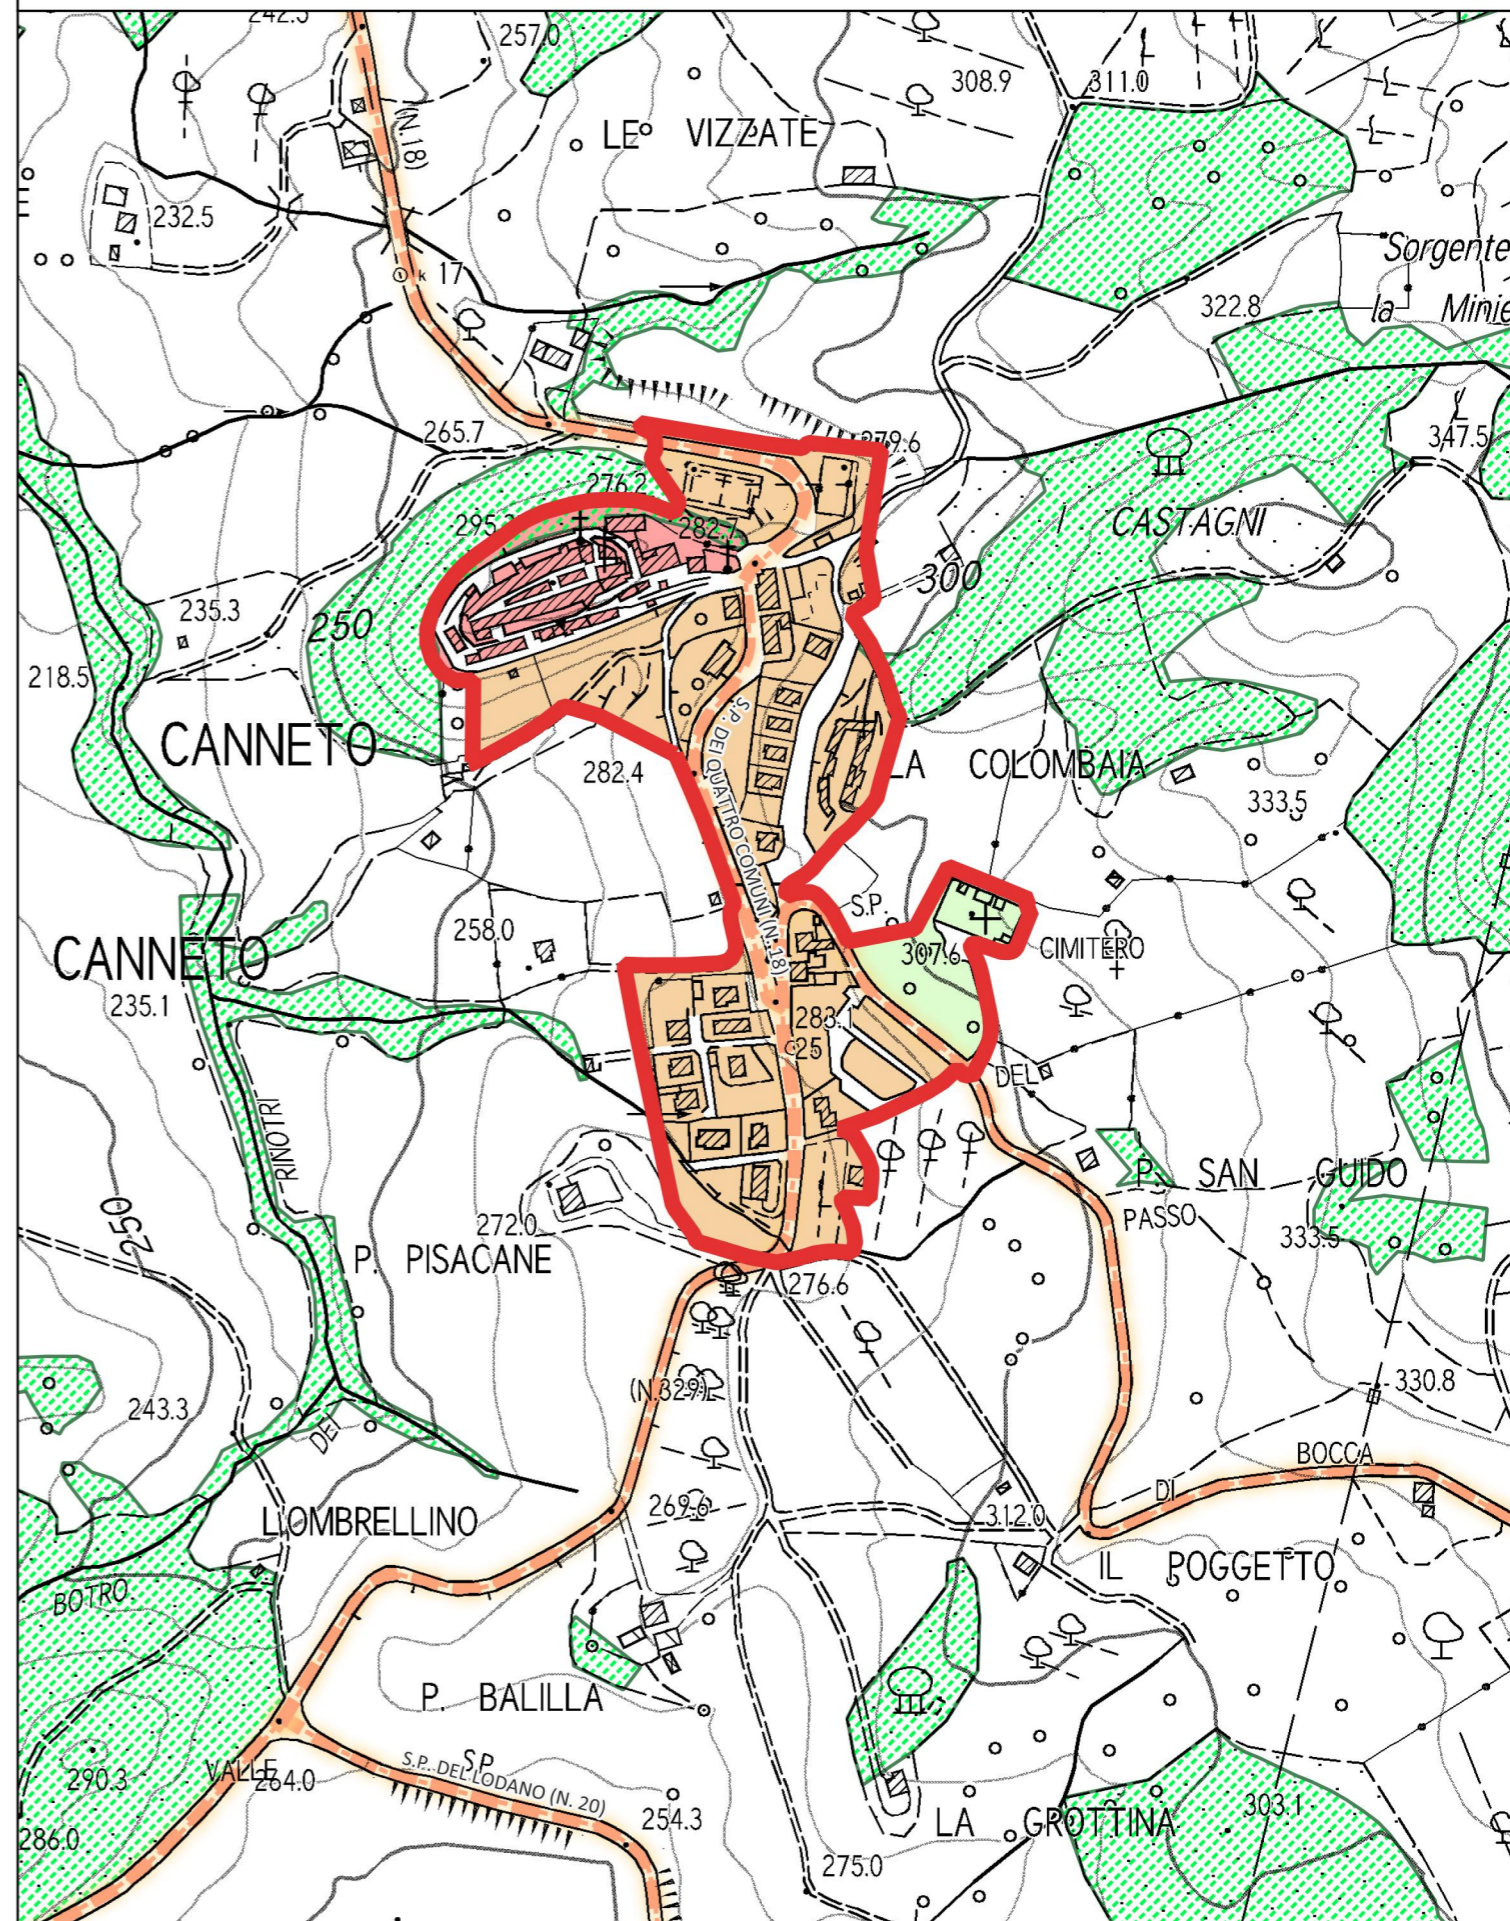 242.5
257.0
308.9
311.0
(N 18)
LE VIZZATE
232.5
Sorgente
k 17
322.8
la Minie
265.7
279.6
347.5
276.2
295.
282.7
I CASTAGNI
300
235.3
250
218.5
S.P. DEI QUATTRO COMUNI (N. 18)
CANNETO
282.4
LA COLOMBAIA
333.5
S.P.
258.0
307.6
CIMITERO
CANNETO
235.1
283.1
25
DEL
RINOTRI
P. SAN GUIDO
PASSO
250
272.0
333.5
P. PISACANE
276.6
(N.329)
330.8
243.3
DEI
BOCCA
DI
269.6
312.0
L'OMBRELLINO
IL POGGETTO
BOTRO
P. BALILLA
SP
VALLE
264.0
S.P. DEL LODANO (N. 20)
290.3
254.3
303.1
LA GROTTINA
286.0
275.0